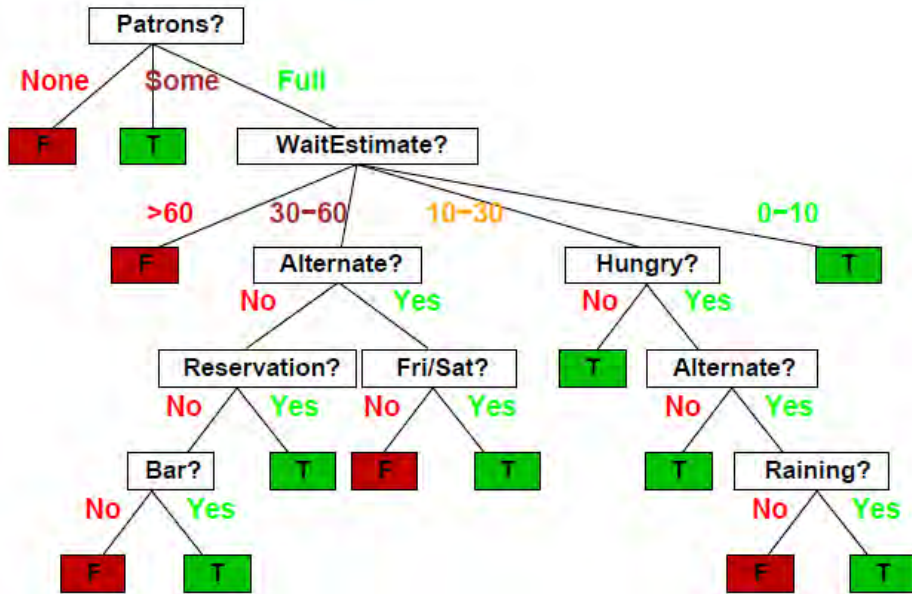 Patrons?
None Some Full
F T WaitEstimate?
>60 30−60 10−30 0−10
F Alternate? Hungry? T
No Yes No Yes
Reservation? Fri/Sat? T Alternate?
No Yes No Yes No Yes
Bar? T F T T Raining?
No Yes No Yes
F T F T